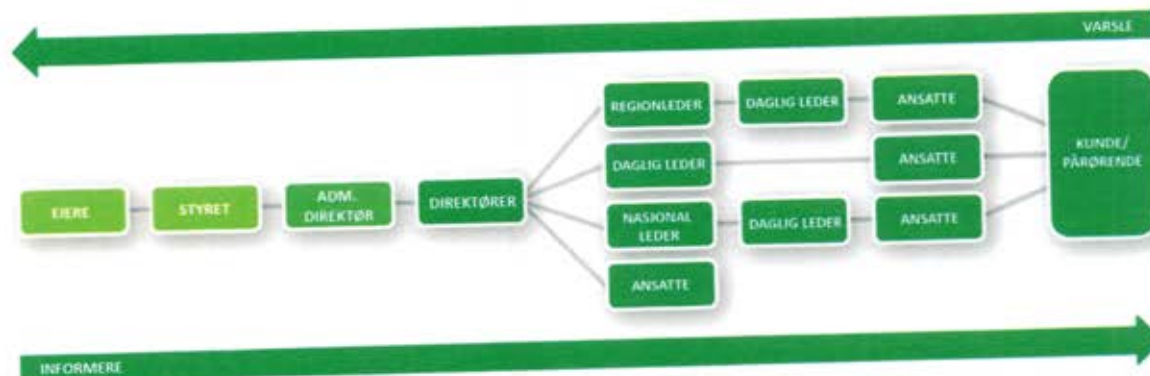 VARSLE
REGIONLEDER
DAGLIG LEDER
ANSATTE
DAGLIG LEDER
ANSATTE
KUNDE/
PÅRØRENDE
EIERE
STYRET
ADM.
DIREKTØR
DIREKTØRER
NASJONAL
LEDER
DAGLIG LEDER
ANSATTE
ANSATTE
INFORMERE